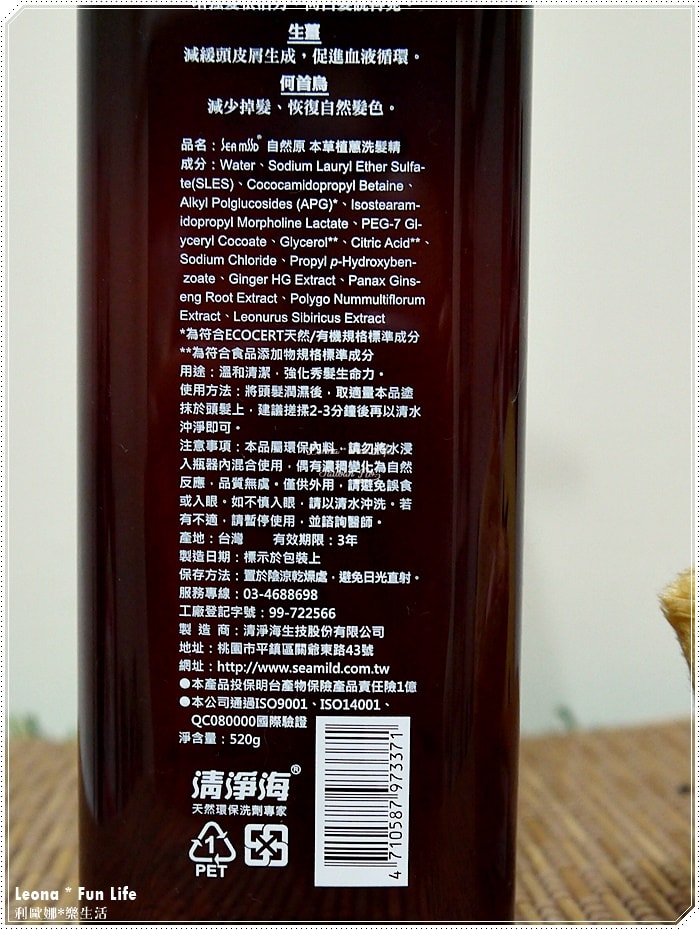 生薑
減緩頭皮屑生成，促進血液循環。
何首烏
減少掉髮、恢復自然髮色。
品名：SEA mild® 自然原 本草植蕙洗髮精
成分：Water、Sodium Lauryl Ether Sulfa-
te(SLES)、Cococamidopropyl Betaine、
Alkyl Polglucosides (APG)*、Isostearam-
idopropyl Morpholine Lactate、PEG-7 Gl-
yceryl Cocoate、Glycerol**、Citric Acid**、
Sodium Chloride、Propyl p-Hydroxyben-
zoate、Ginger HG Extract、Panax Gins-
eng Root Extract、Polygo Nummultiflorum
Extract、Leonurus Sibiricus Extract
*為符合ECOCERT天然/有機規格標準成分
**為符合食品添加物規格標準成分
用途：溫和清潔，強化秀髮生命力。
使用方法：將頭髮潤濕後，取適量本品塗
抹於頭髮上，建議搓揉2-3分鐘後再以清水
沖淨即可。
注意事項：本品屬環保內料，請勿將水浸
入瓶器內混合使用，偶有濃稠變化為自然
反應，品質無虞。僅供外用，請避免誤食
或入眼。如不慎入眼，請以清水沖洗。若
有不適，請暫停使用，並諮詢醫師。
產地：台灣 有效期限：3年
製造日期：標示於包裝上
保存方法：置於陰涼乾燥處，避免日光直射。
服務專線：03-4688698
工廠登記字號：99-722566
製 造 商：清淨海生技股份有限公司
地址：桃園市平鎮區關爺東路43號
網址：http://www.seamild.com.tw
●本產品投保明台產物保險產品責任險1億
●本公司通過ISO9001、ISO14001、
QC080000國際驗證
淨含量：520g
清淨海®
天然環保洗劑專家
1
PET
4 710587 973371
Leona * Fun Life
利歐娜*樂生活